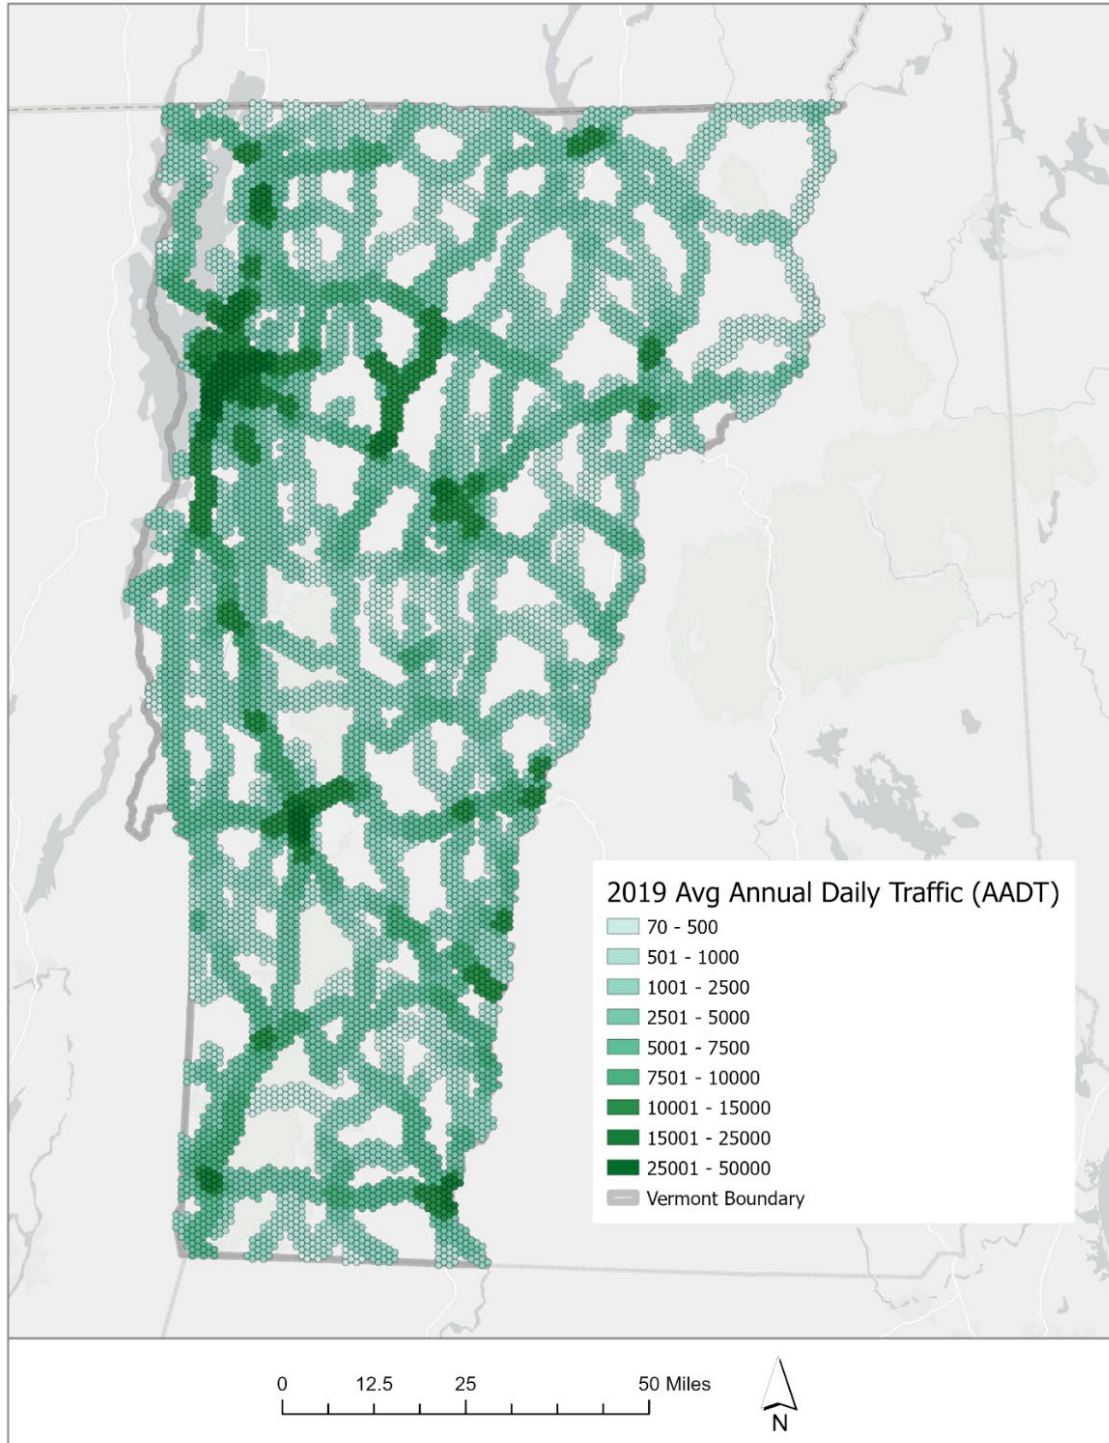 2019 Avg Annual Daily Traffic (AADT)
70 - 500
501 - 1000
1001 - 2500
2501 - 5000
5001 - 7500
7501 - 10000
10001 - 15000
15001 - 25000
25001 - 50000
Vermont Boundary
0 12.5 25 50 Miles
N